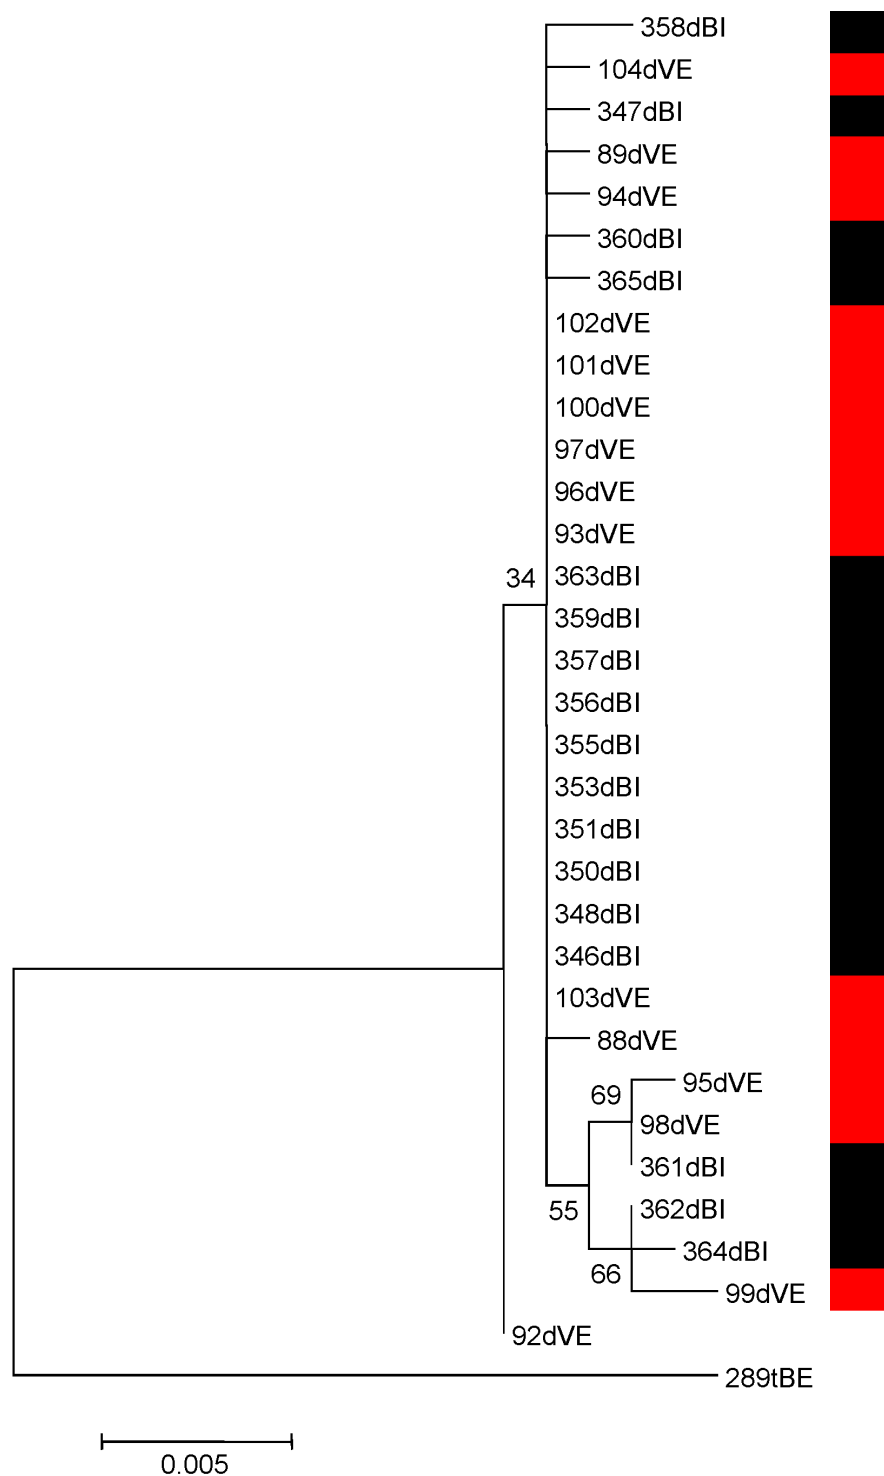 358dBI
104dVE
347dBI
89dVE
94dVE
360dBI
365dBI
102dVE
101dVE
100dVE
97dVE
96dVE
93dVE
34
363dBI
359dBI
357dBI
356dBI
355dBI
353dBI
351dBI
350dBI
348dBI
346dBI
103dVE
88dVE
95dVE
69
98dVE
361dBI
55
362dBI
364dBI
66
99dVE
92dVE
289tBE
0.005